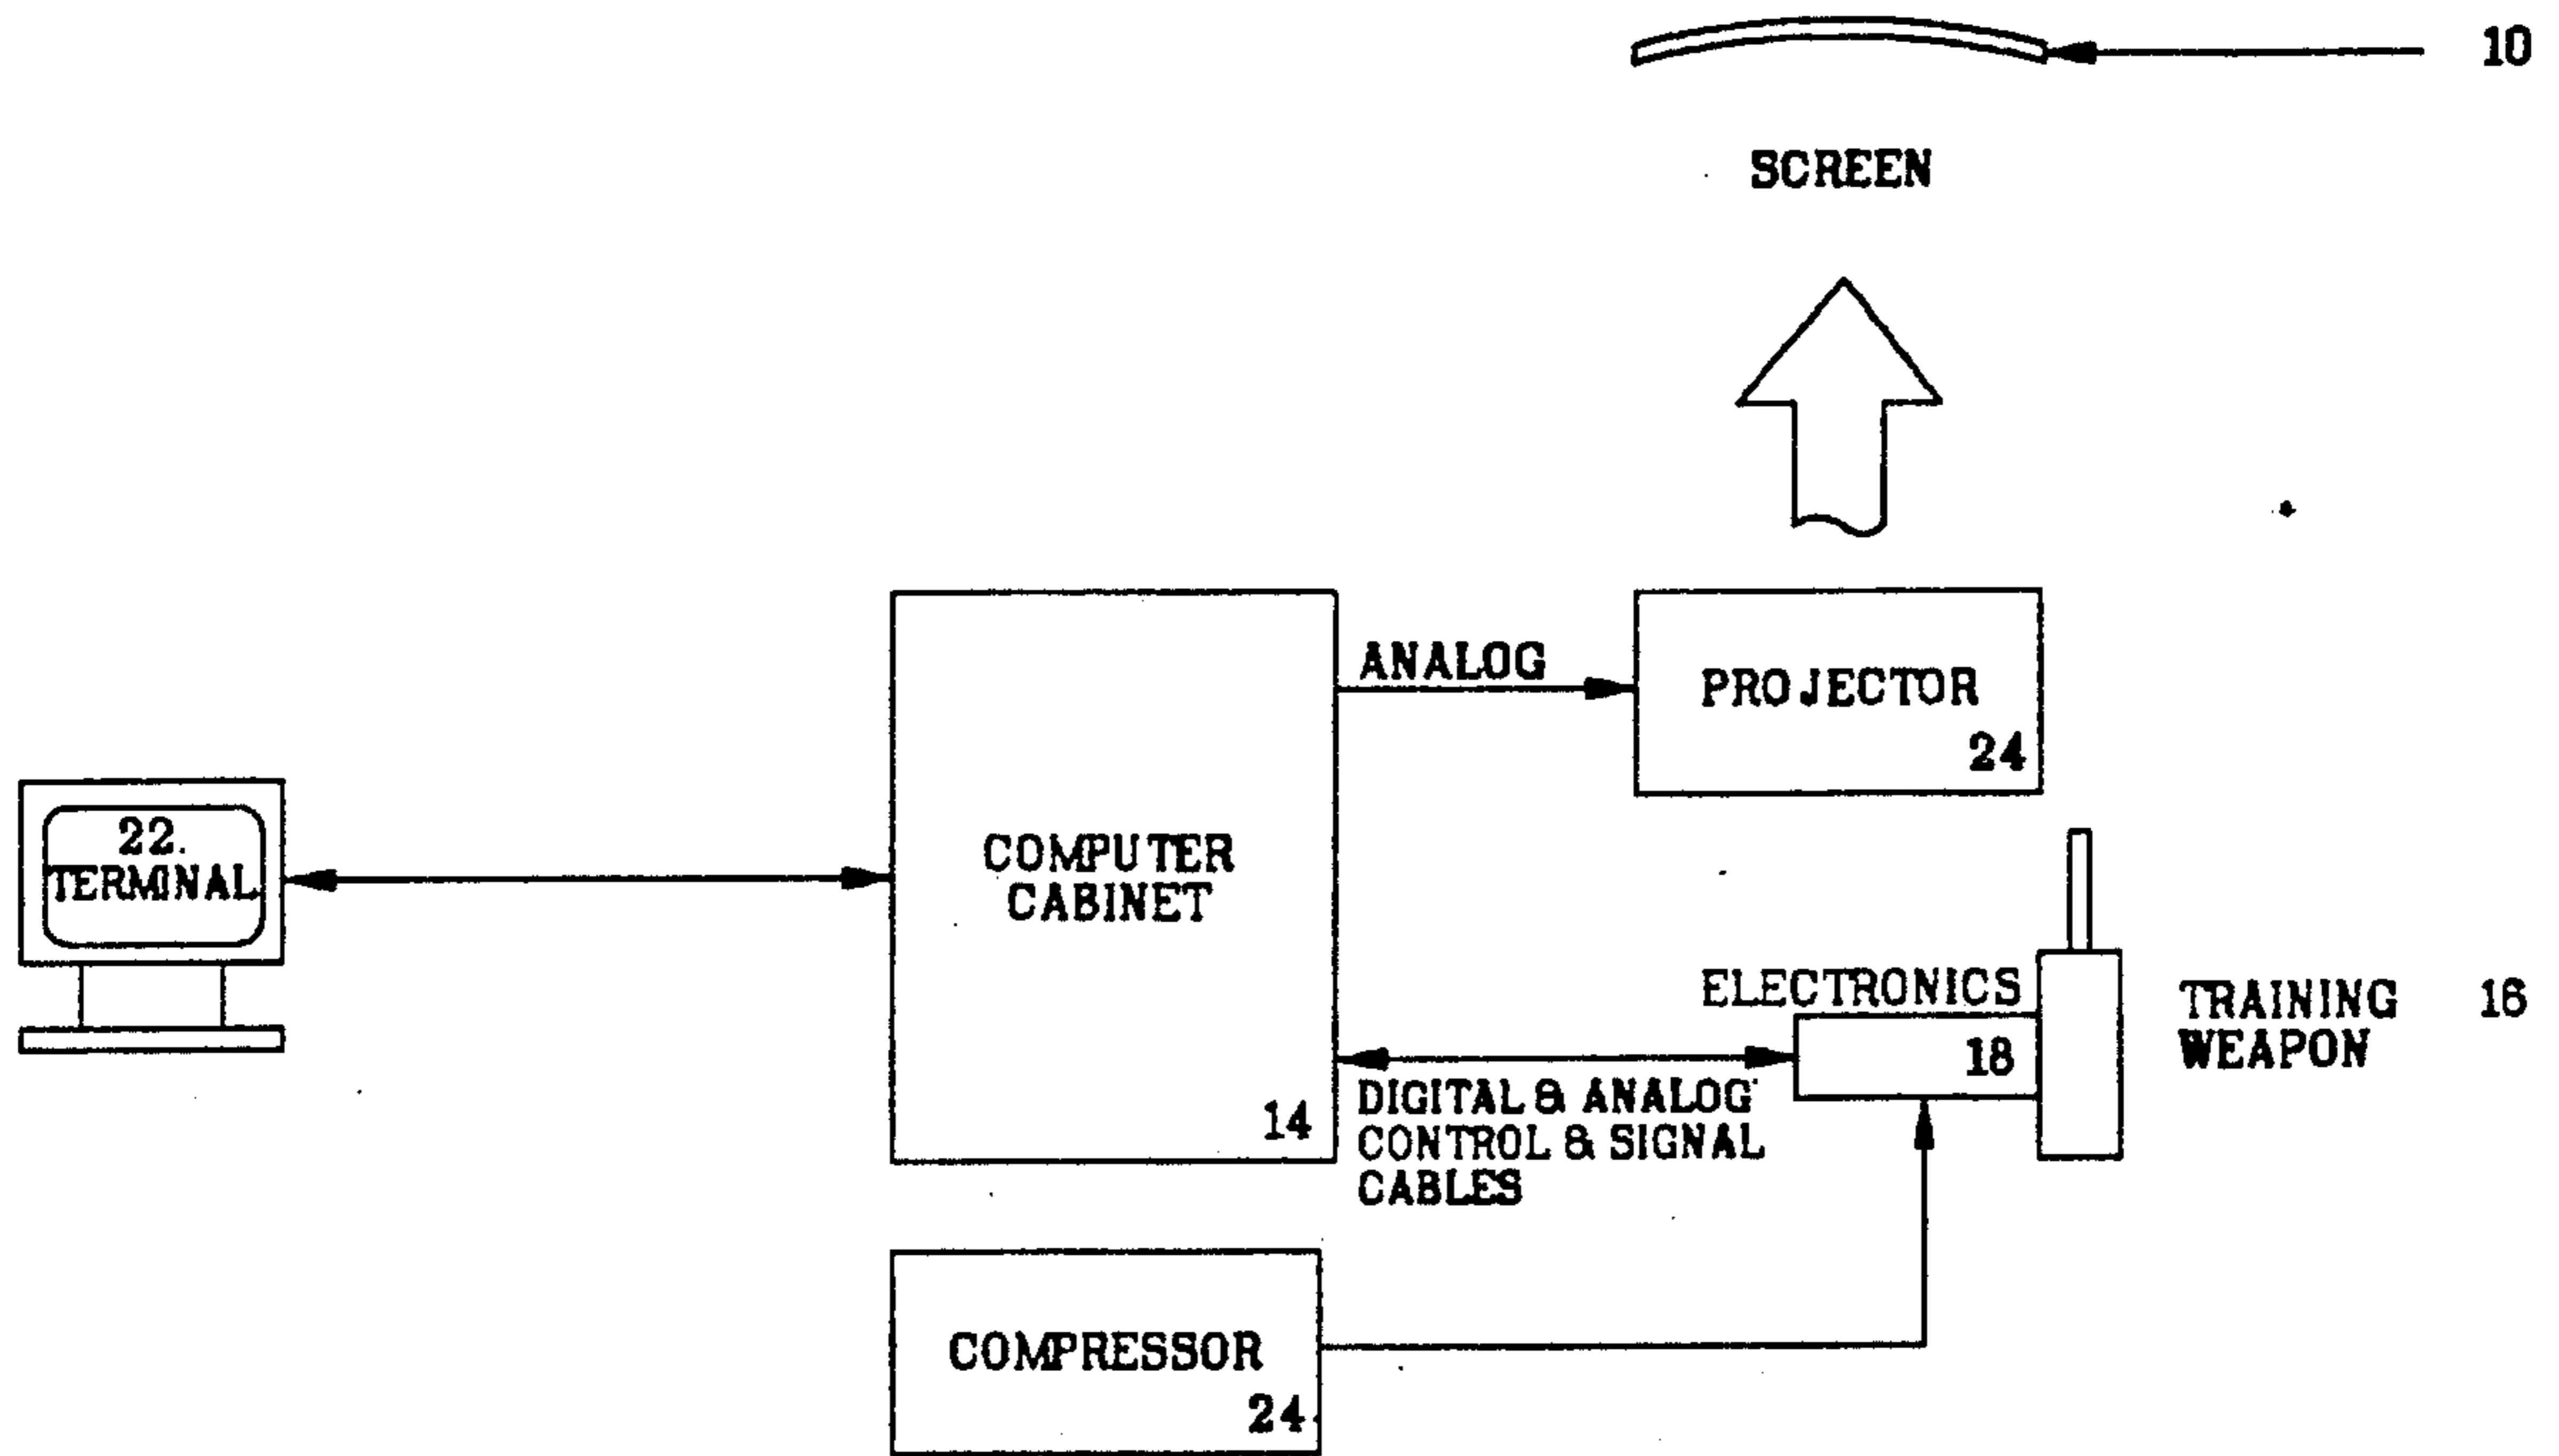 10
SCREEN
ANALOG
PROJECTOR
24
22.
TERMINAL
COMPUTER
CABINET
14
ELECTRONICS
18
TRAINING 16
WEAPON
DIGITAL & ANALOG
CONTROL & SIGNAL
CABLES
COMPRESSOR
24